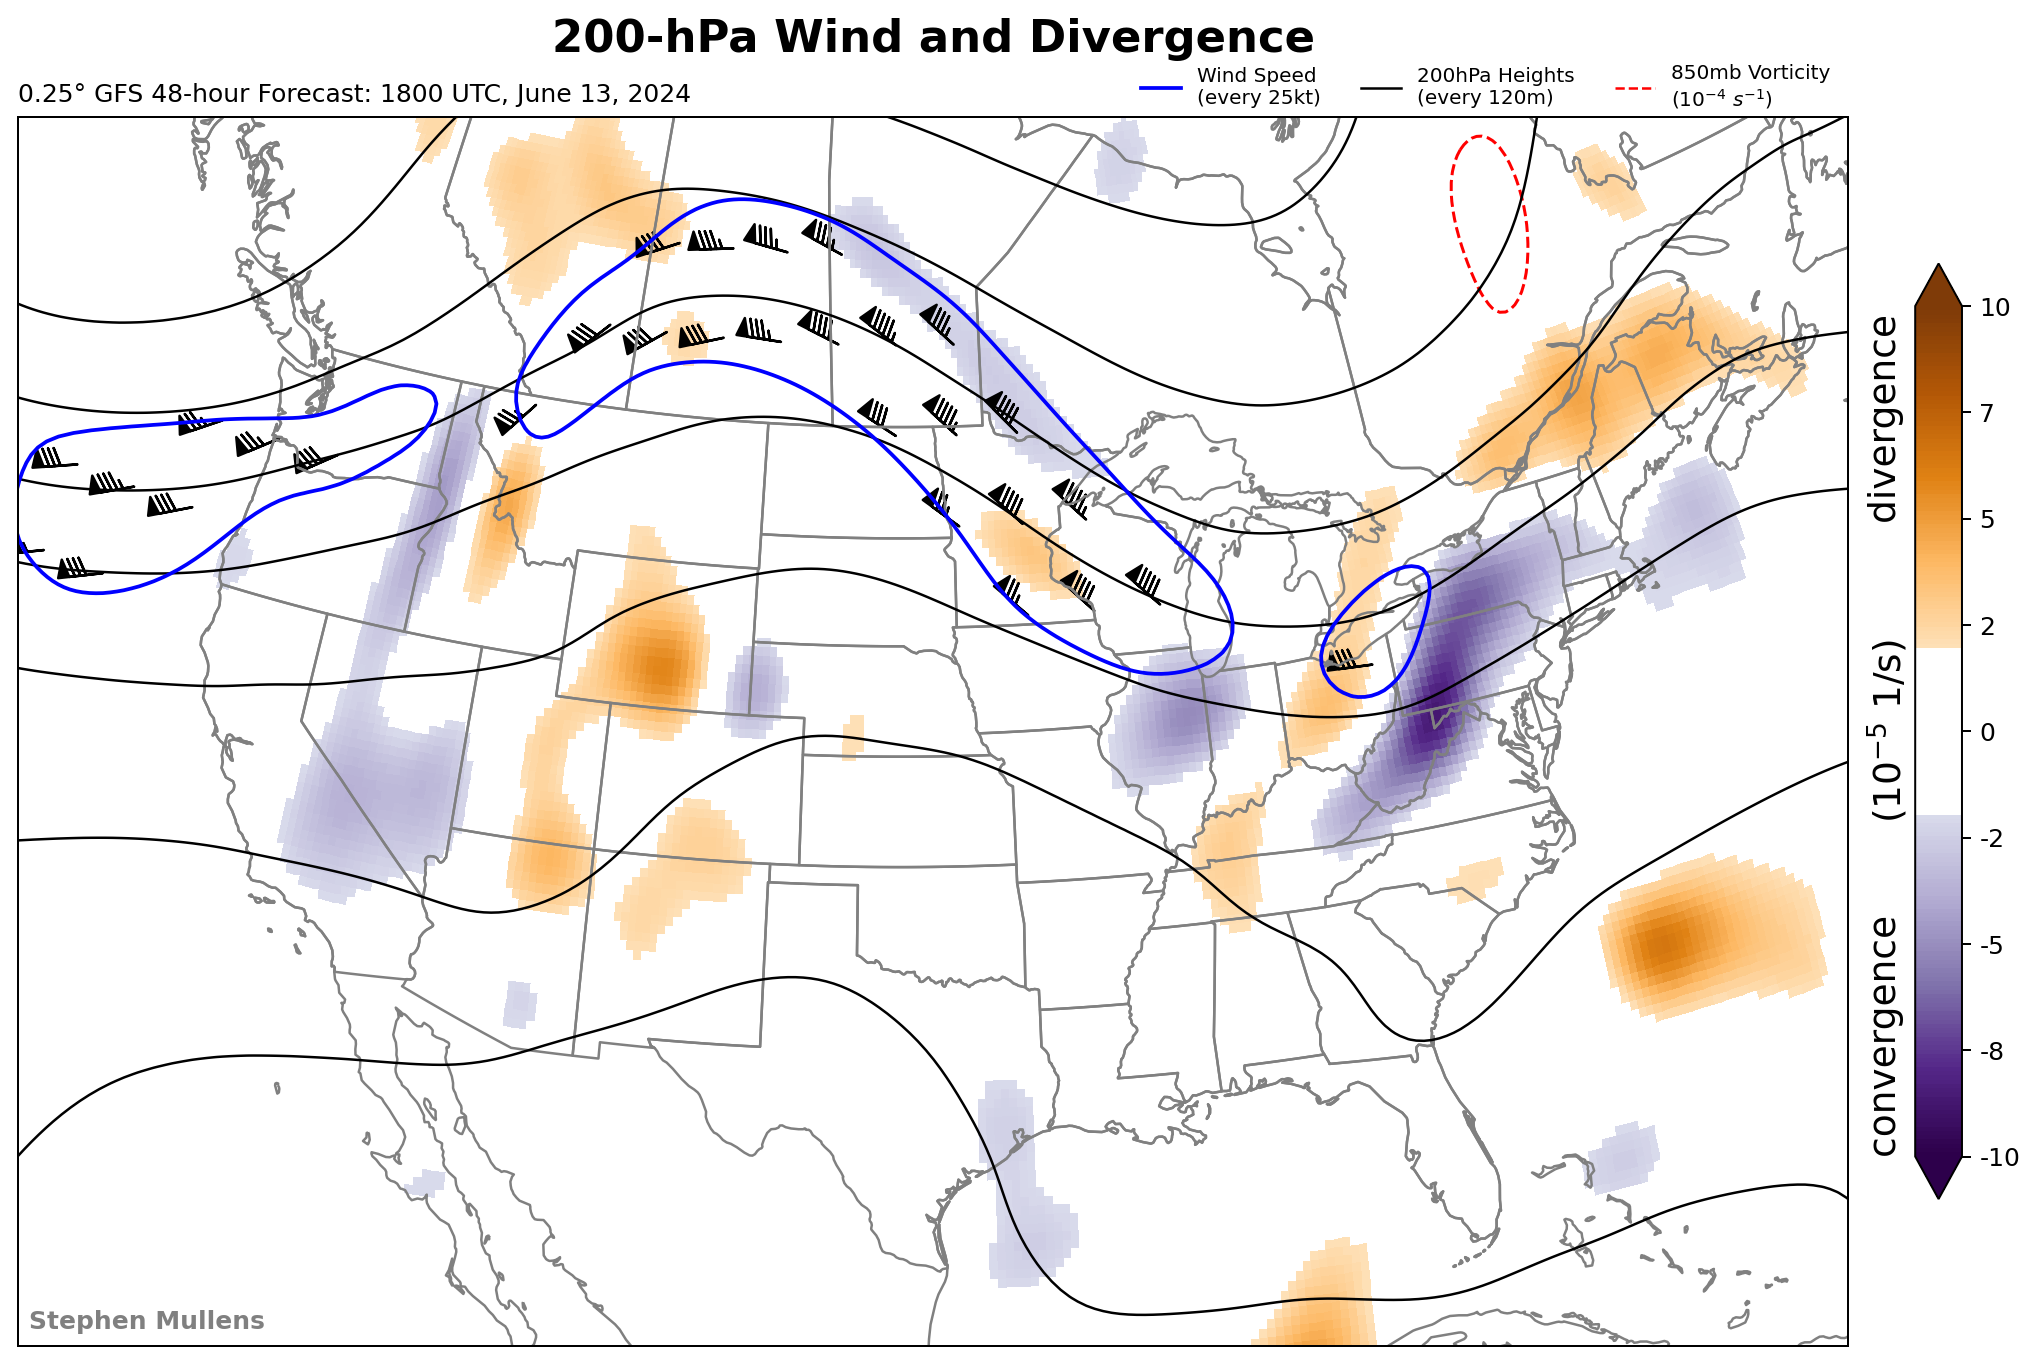 200-hPa Wind and Divergence
0.25° GFS 48-hour Forecast: 1800 UTC, June 13, 2024
Wind Speed
(every 25kt)
200hPa Heights
(every 120m)
850mb Vorticity
(10⁻⁴ s⁻¹)
10
7
5
2
0
-2
-5
-8
-10
convergence (10⁻⁵ 1/s) divergence
Stephen Mullens